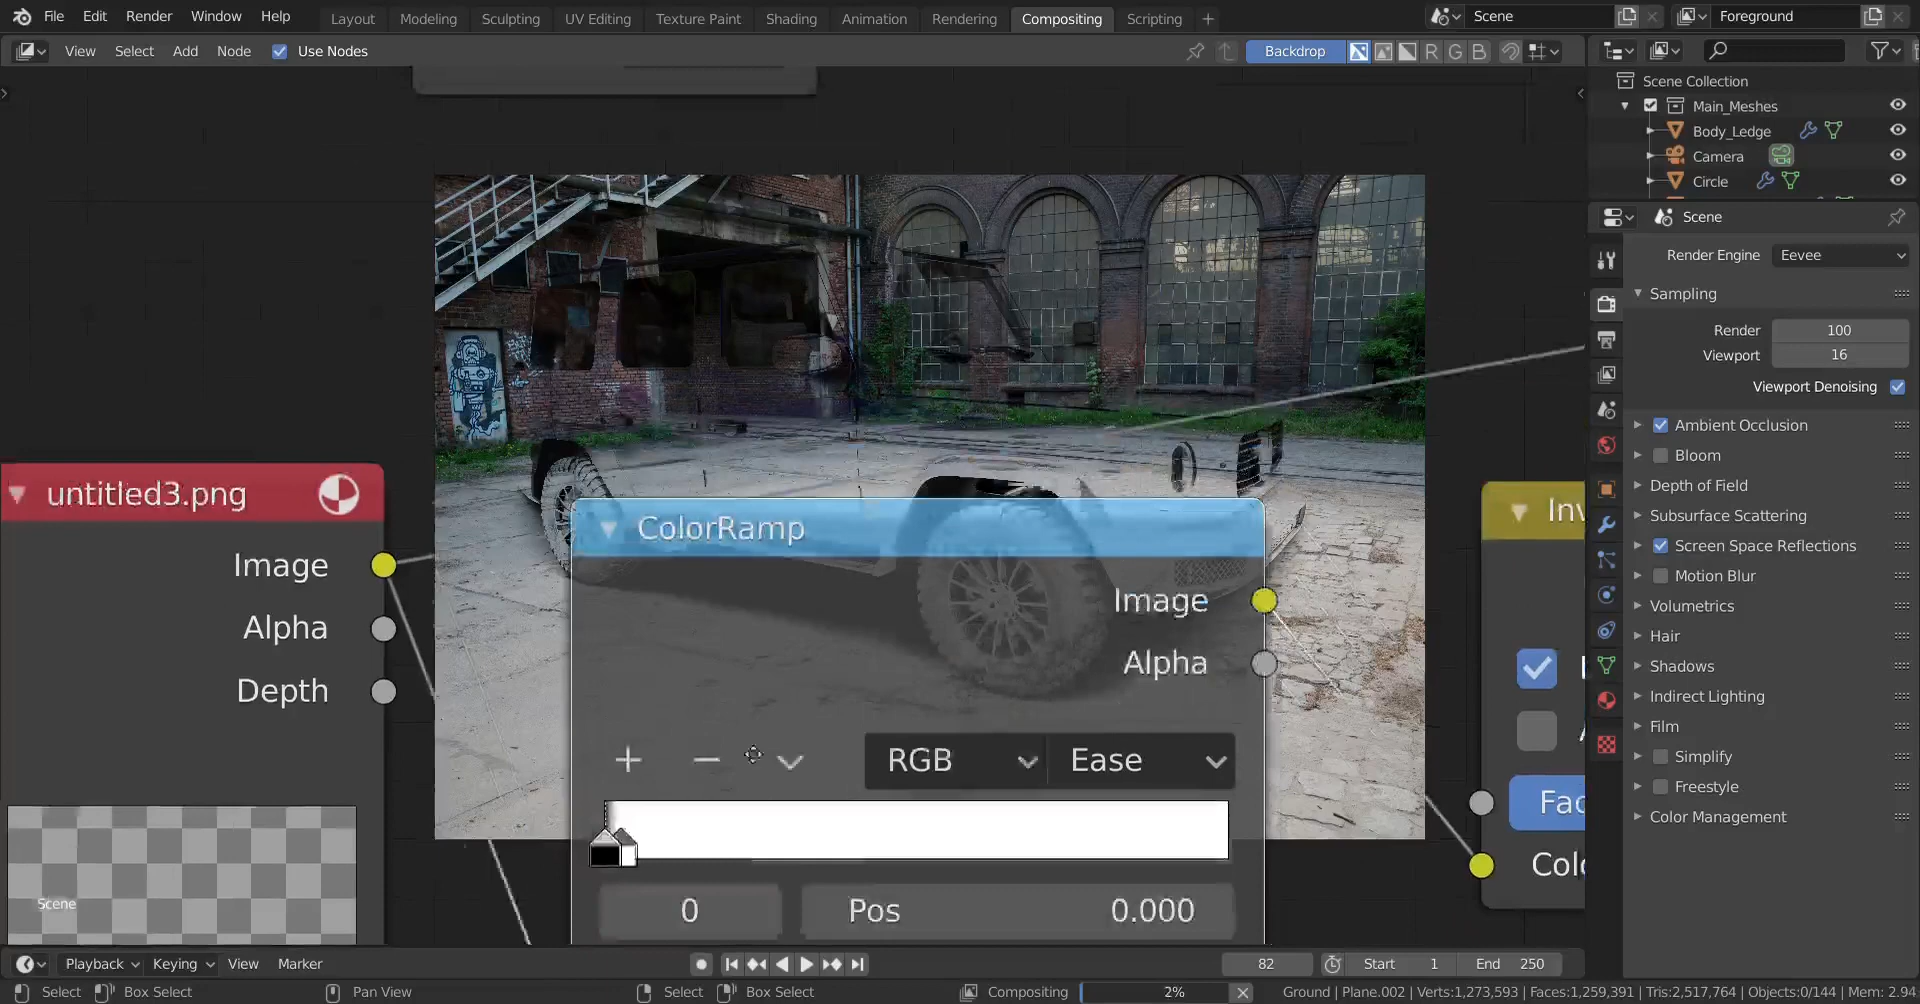 File Edit Render Window Help Layout Modeling Sculpting UV Editing Texture Paint Shading Animation Rendering Compositing Scripting + Scene Foreground
View Select Add Node Use Nodes Backdrop R G B
Scene Collection
Main_Meshes
Body_Ledge
Camera
Circle
Scene
Render Engine Eevee
Sampling
Render 100
Viewport 16
Viewport Denoising
Ambient Occlusion
Bloom
Depth of Field
Subsurface Scattering
Screen Space Reflections
Motion Blur
Volumetrics
Hair
Shadows
Indirect Lighting
Film
Simplify
Freestyle
Color Management
untitled3.png
Image
Alpha
Depth
Scene
ColorRamp
Image
Alpha
RGB Ease
0 Pos 0.000
Inv
Fac
Col
Playback Keying View Marker 82 Start 1 End 250
Select Box Select Pan View Select Box Select Compositing 2% Ground | Plane.002 | Verts:1,273,593 | Faces:1,259,391 | Tris:2,517,764 | Objects:0/144 | Mem: 2.94